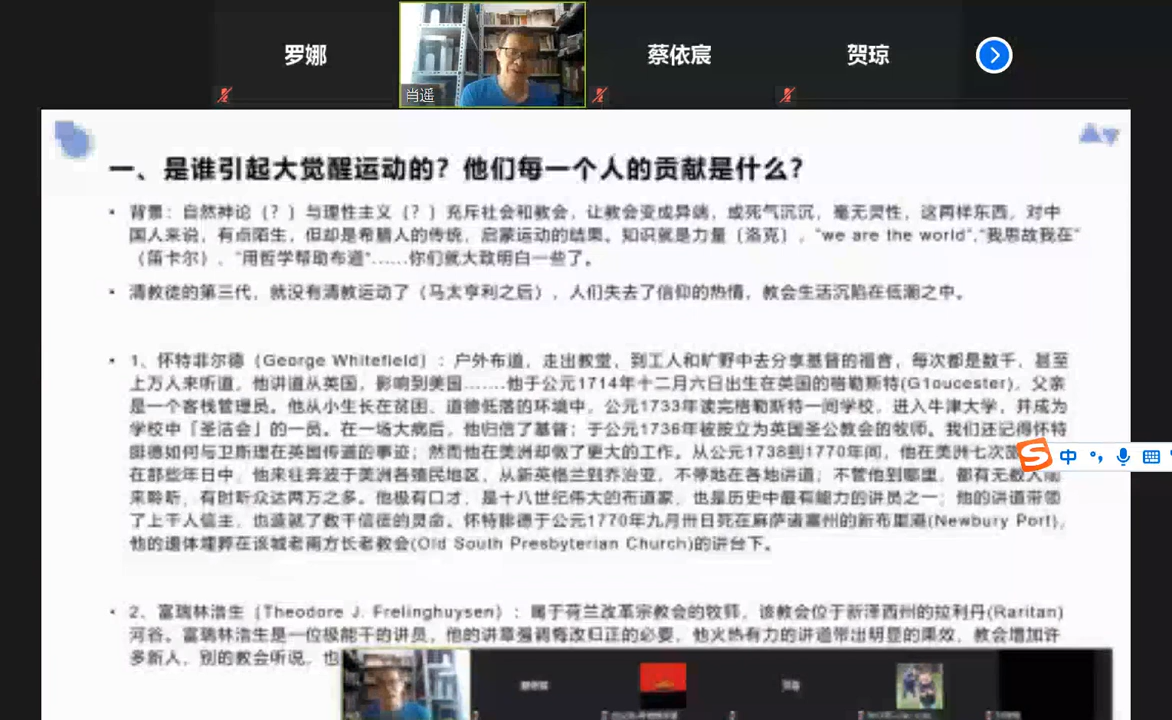 罗娜
肖遥
蔡依宸
贺琼
一、是谁引起大觉醒运动的？他们每一个人的贡献是什么？
• 背景：自然神论（？）与理性主义（？）充斥社会和教会，让教会变成异端，或死气沉沉，毫无灵性，这两样东西，对中
国人来说，有点陌生，但却是希腊人的传统，启蒙运动的结果。知识就是力量（洛克），“we are the world”,“我思故我在”
（笛卡尔）、“用哲学帮助布道”……你们就大致明白一些了。
• 清教徒的第三代，就没有清教运动了（马太亨利之后），人们失去了信仰的热情，教会生活沉陷在低潮之中。
• 1、怀特菲尔德（George Whitefield）：户外布道，走出教堂，到工人和旷野中去分享基督的福音，每次都是数千，甚至
上万人来听道。他讲道从英国，影响到美国…….他于公元1714年十二月六日出生在英国的格勒斯特(G1oucester)，父亲
是一个客栈管理员。他从小生长在贫困、道德低落的环境中，公元1733年读完格勒斯特一间学校，进入牛津大学，并成为
学校中「圣洁会」的一员。在一场大病后，他归信了基督；于公元1736年被按立为英国圣公教会的牧师。我们还记得怀特
腓德如何与卫斯理在英国传道的事迹；然而他在美洲却做了更大的工作。从公元1738到1770年间，他在美洲七次
在那些年日中，他来往奔波于美洲各殖民地区，从新英格兰到乔治亚，不停地在各地讲道；不管他到哪里，都有无数人
来聆听，有时听众达两万之多。他极有口才，是十八世纪伟大的布道家，也是历史中最有能力的讲员之一；他的讲道带领
了上千人信主，也造就了数千信徒的灵命。怀特腓德于公元1770年九月卅日死在麻萨诸塞州的新布里港(Newbury Port)，
他的遗体埋葬在该城老南方长老教会(Old South Presbyterian Church)的讲台下。
• 2、富瑞林浩生（Theodore J. Frelinghuysen）：属于荷兰改革宗教会的牧师，该教会位于新泽西州的拉利丹(Raritan)
河谷。富瑞林浩生是一位极能干的讲员，他的讲章强调悔改归正的必要，他火热有力的讲道带出明显的果效，教会增加许
多新人，别的教会听说，也
中